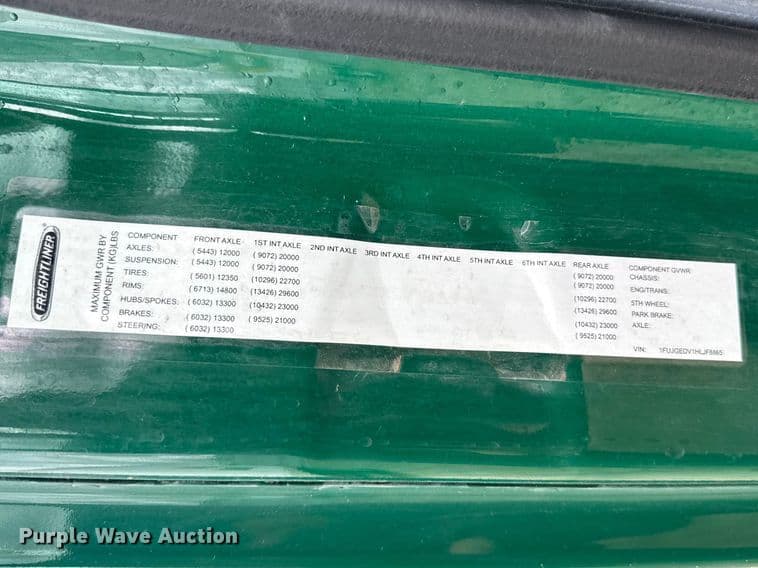 FREIGHTLINER
MAXIMUM GWR BY
COMPONENT (KG)LBS
COMPONENT FRONT AXLE 1ST INT AXLE 2ND INT AXLE 3RD INT AXLE 4TH INT AXLE 5TH INT AXLE 6TH INT AXLE REAR AXLE COMPONENT GVWR:
AXLES: ( 5443) 12000 ( 9072) 20000 ( 9072) 20000 CHASSIS:
SUSPENSION: ( 5443) 12000 ( 9072) 20000 ( 9072) 20000 ENG/TRANS:
TIRES: ( 5601) 12350 (10296) 22700 (10296) 22700 5TH WHEEL:
RIMS: ( 6713) 14800 (13426) 29600 (13426) 29600 PARK BRAKE:
HUBS/SPOKES: ( 6032) 13300 (10432) 23000 (10432) 23000 AXLE:
BRAKES: ( 6032) 13300 ( 9525) 21000 ( 9525) 21000
STEERING: ( 6032) 13300
VIN:
Purple Wave Auction